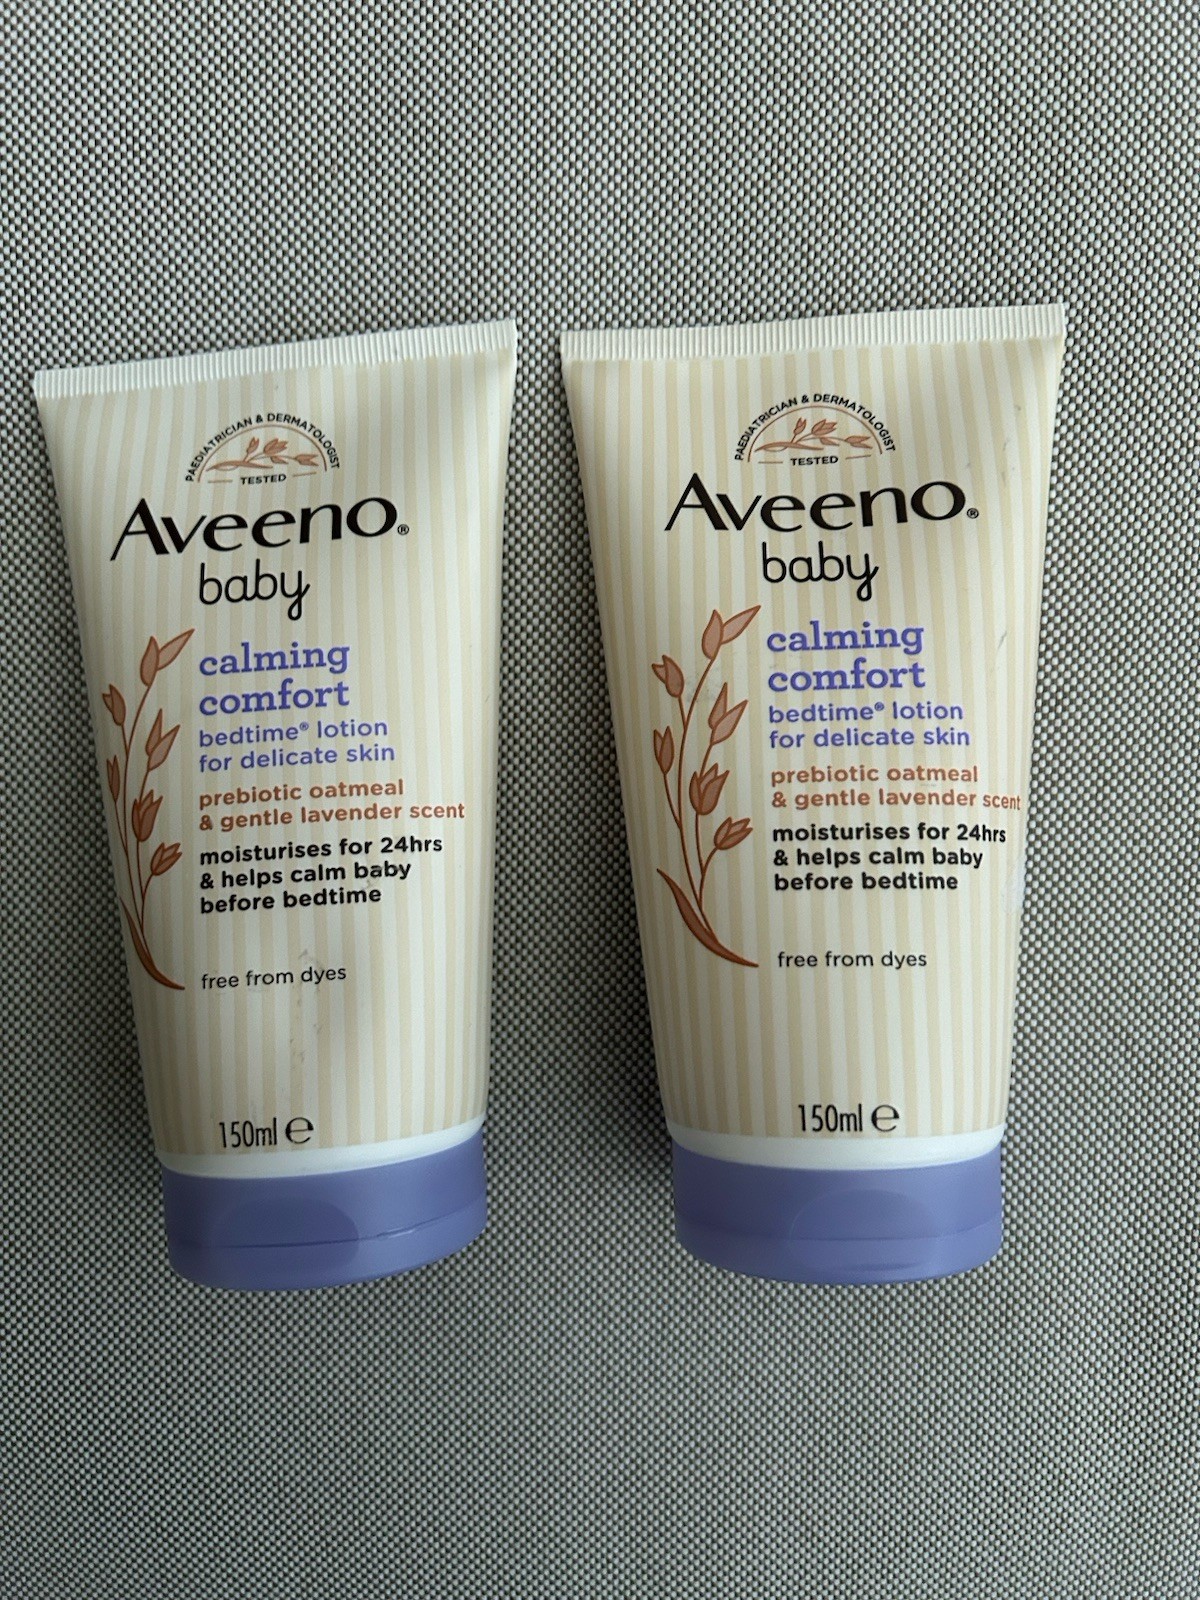 PAEDIATRICIAN & DERMATOLOGIST
TESTED
Aveeno®
baby
calming
comfort
bedtime® lotion
for delicate skin
prebiotic oatmeal
& gentle lavender scent
moisturises for 24hrs
& helps calm baby
before bedtime
free from dyes
150ml e
PAEDIATRICIAN & DERMATOLOGIST
TESTED
Aveeno®
baby
calming
comfort
bedtime® lotion
for delicate skin
prebiotic oatmeal
& gentle lavender scent
moisturises for 24hrs
& helps calm baby
before bedtime
free from dyes
150ml e